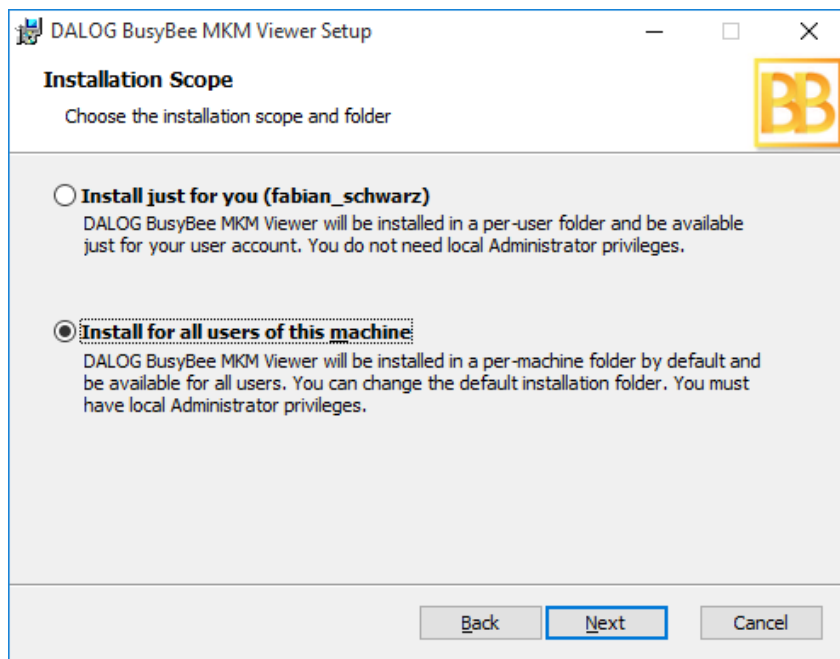 DALOG BusyBee MKM Viewer Setup
Installation Scope
Choose the installation scope and folder
BB
Install just for you (fabian_schwarz)
DALOG BusyBee MKM Viewer will be installed in a per-user folder and be available
just for your user account. You do not need local Administrator privileges.
Install for all users of this machine
DALOG BusyBee MKM Viewer will be installed in a per-machine folder by default and
be available for all users. You can change the default installation folder. You must
have local Administrator privileges.
Back Next Cancel